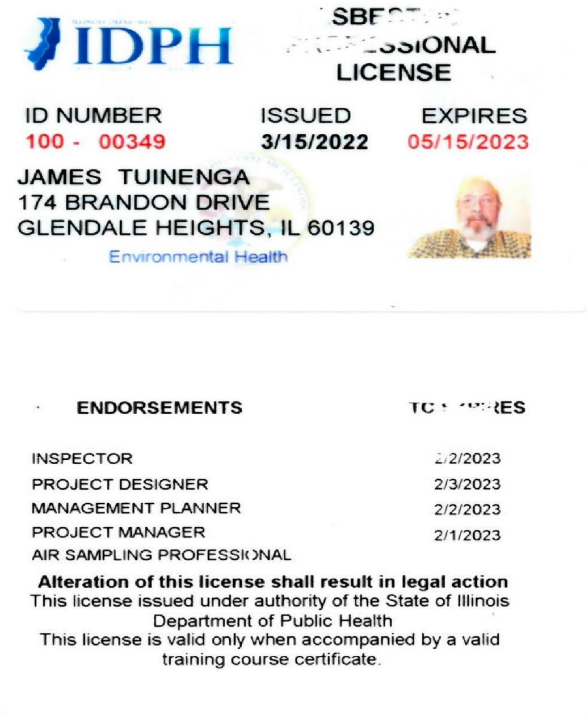 IDPH
LICENSE
ID NUMBER ISSUED EXPIRES
100 - 00349 3/15/2022 05/15/2023
JAMES TUINENGA
174 BRANDON DRIVE
GLENDALE HEIGHTS, IL 60139
Environmental Health
ENDORSEMENTS
INSPECTOR 2/2/2023
PROJECT DESIGNER 2/3/2023
MANAGEMENT PLANNER 2/2/2023
PROJECT MANAGER 2/1/2023
AIR SAMPLING PROFESSIONAL
Alteration of this license shall result in legal action
This license issued under authority of the State of Illinois
Department of Public Health
This license is valid only when accompanied by a valid
training course certificate.